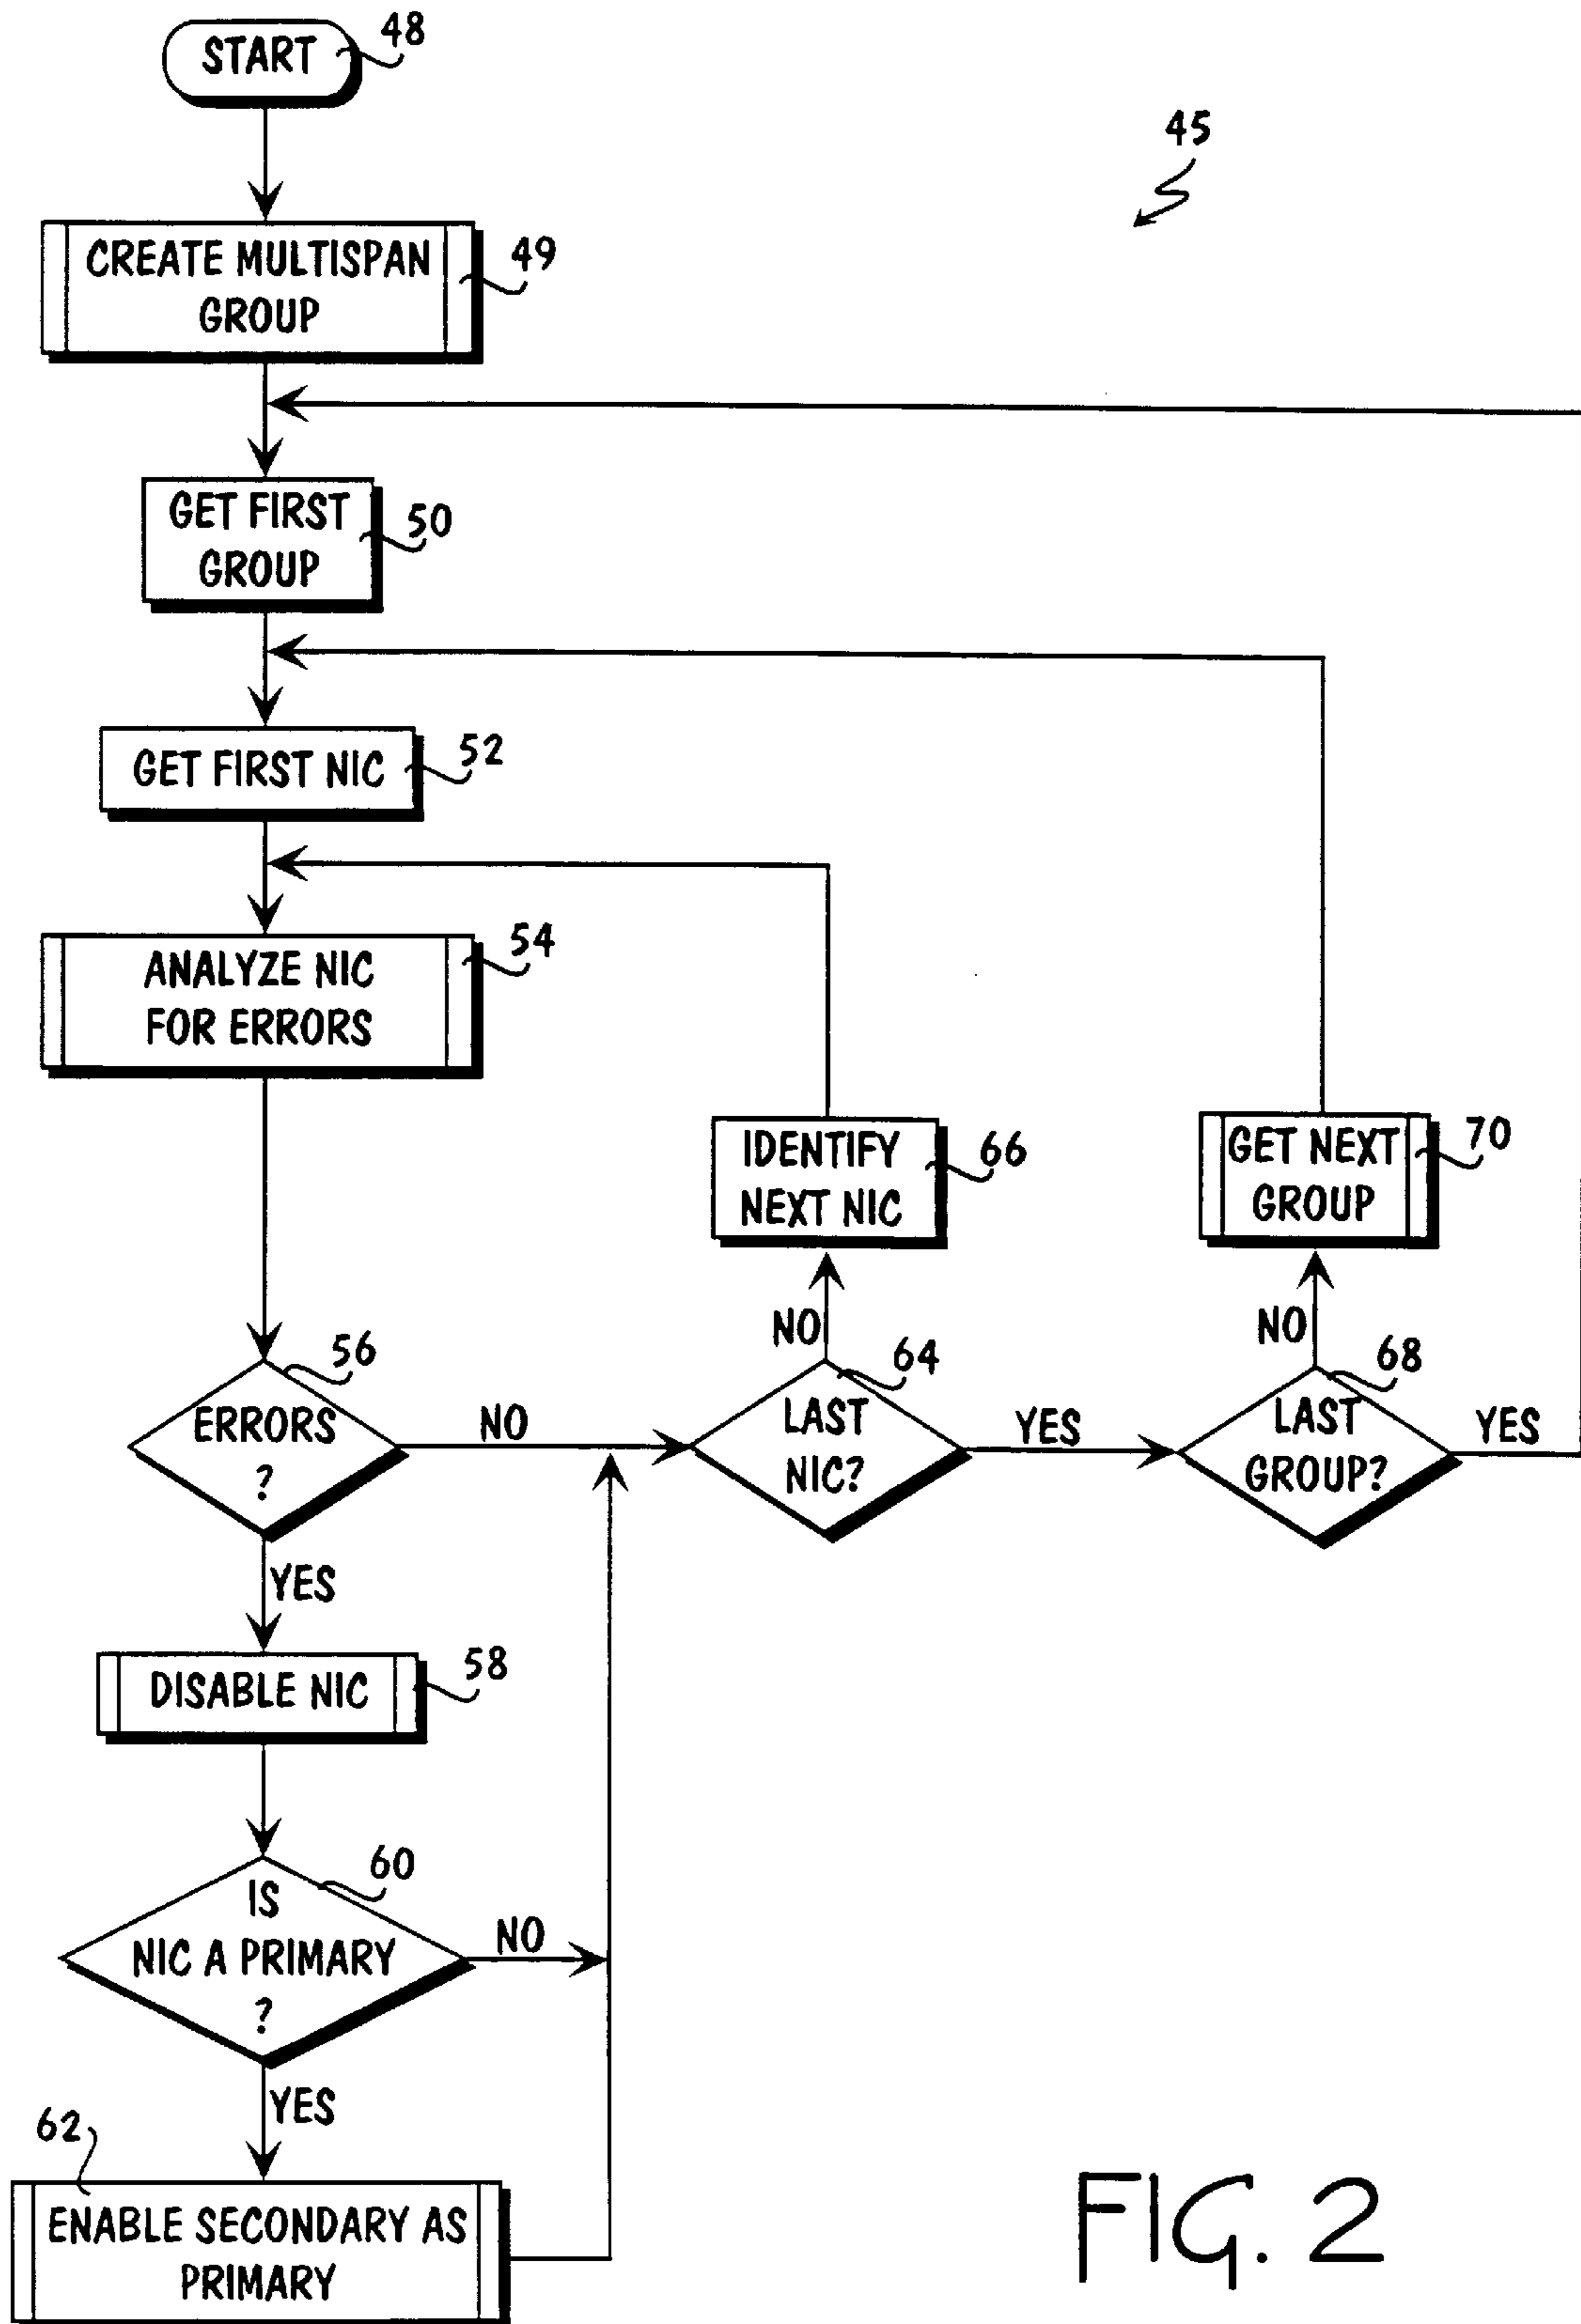 START
48
45
CREATE MULTISPAN
GROUP
49
GET FIRST
GROUP
50
GET FIRST NIC
52
ANALYZE NIC
FOR ERRORS
54
IDENTIFY
NEXT NIC
66
GET NEXT
GROUP
70
NO
NO
56
64
68
ERRORS
?
NO
LAST
NIC?
YES
LAST
GROUP?
YES
YES
DISABLE NIC
58
60
IS
NIC A PRIMARY
?
NO
YES
62
ENABLE SECONDARY AS
PRIMARY
FIG. 2